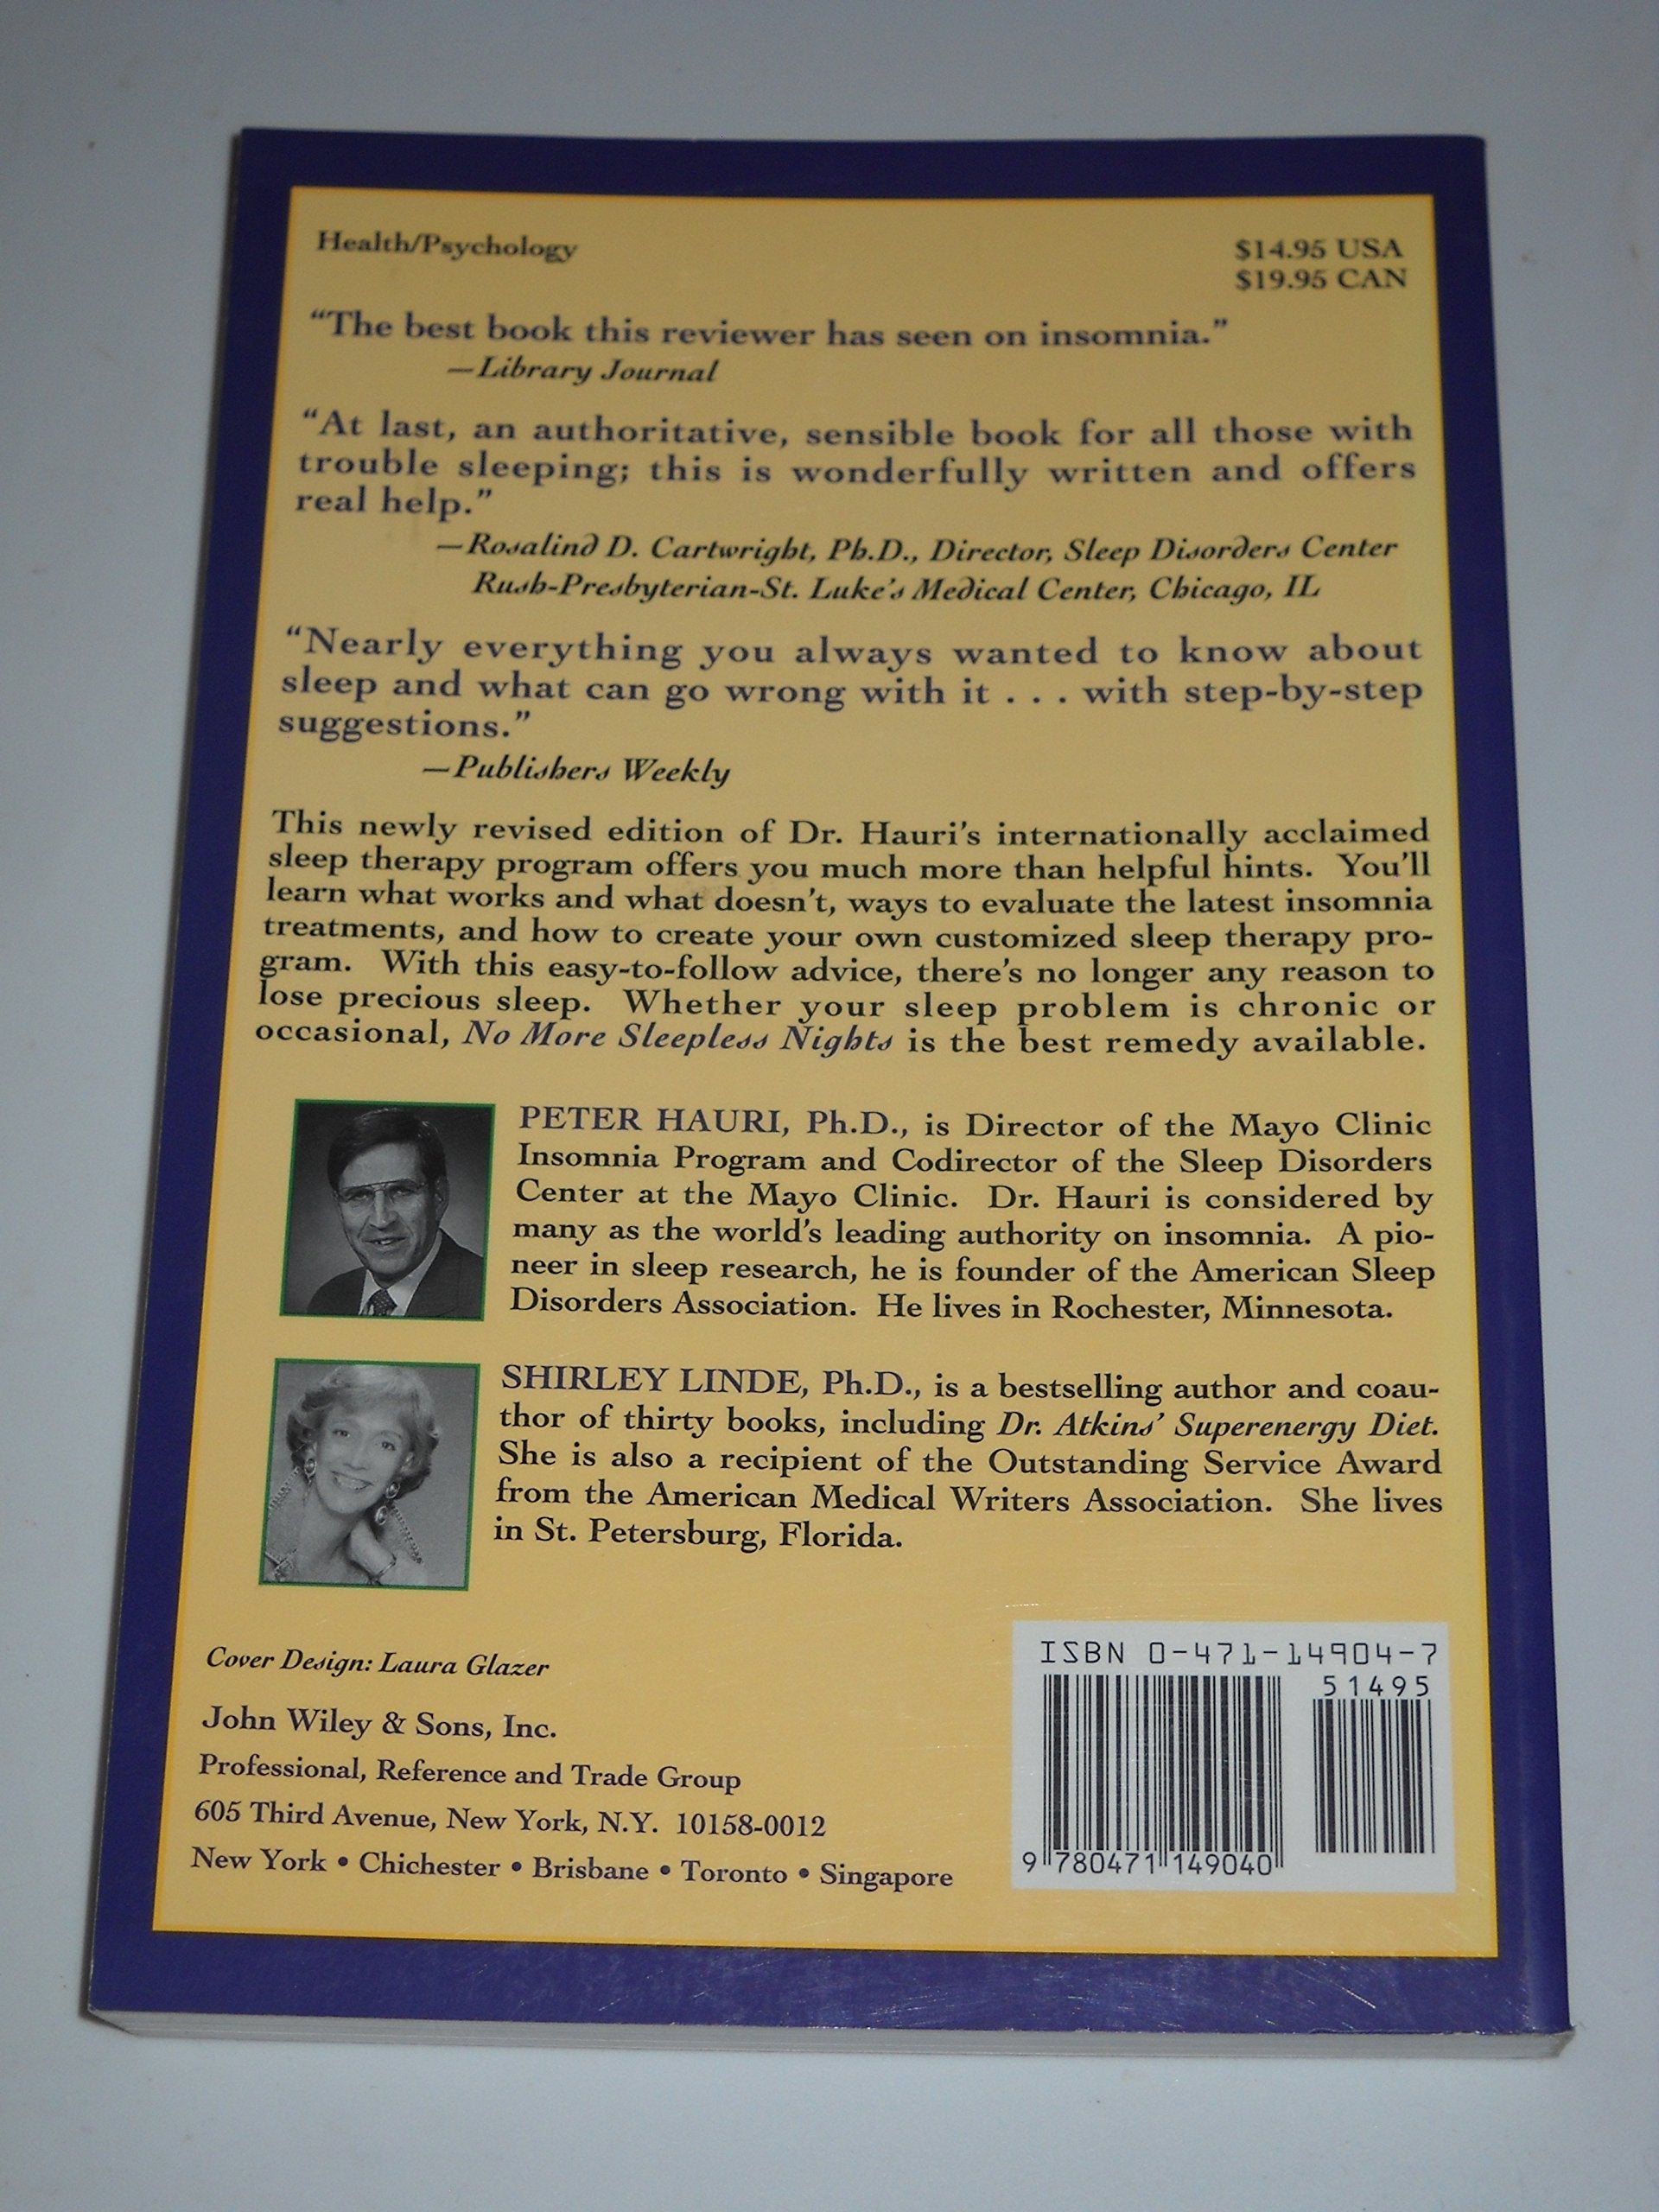 Health/Psychology
$14.95 USA
$19.95 CAN
“The best book this reviewer has seen on insomnia.”
—Library Journal
“At last, an authoritative, sensible book for all those with
trouble sleeping; this is wonderfully written and offers
real help.”
—Rosalind D. Cartwright, Ph.D., Director, Sleep Disorders Center
Rush-Presbyterian-St. Luke’s Medical Center, Chicago, IL
“Nearly everything you always wanted to know about
sleep and what can go wrong with it . . . with step-by-step
suggestions.”
—Publishers Weekly
This newly revised edition of Dr. Hauri’s internationally acclaimed
sleep therapy program offers you much more than helpful hints. You’ll
learn what works and what doesn’t, ways to evaluate the latest insomnia
treatments, and how to create your own customized sleep therapy pro-
gram. With this easy-to-follow advice, there’s no longer any reason to
lose precious sleep. Whether your sleep problem is chronic or
occasional, No More Sleepless Nights is the best remedy available.
PETER HAURI, Ph.D., is Director of the Mayo Clinic
Insomnia Program and Codirector of the Sleep Disorders
Center at the Mayo Clinic. Dr. Hauri is considered by
many as the world’s leading authority on insomnia. A pio-
neer in sleep research, he is founder of the American Sleep
Disorders Association. He lives in Rochester, Minnesota.
SHIRLEY LINDE, Ph.D., is a bestselling author and coau-
thor of thirty books, including Dr. Atkins’ Superenergy Diet.
She is also a recipient of the Outstanding Service Award
from the American Medical Writers Association. She lives
in St. Petersburg, Florida.
Cover Design: Laura Glazer
John Wiley & Sons, Inc.
Professional, Reference and Trade Group
605 Third Avenue, New York, N.Y. 10158-0012
New York • Chichester • Brisbane • Toronto • Singapore
ISBN 0-471-14904-7
51495
9 780471 149040